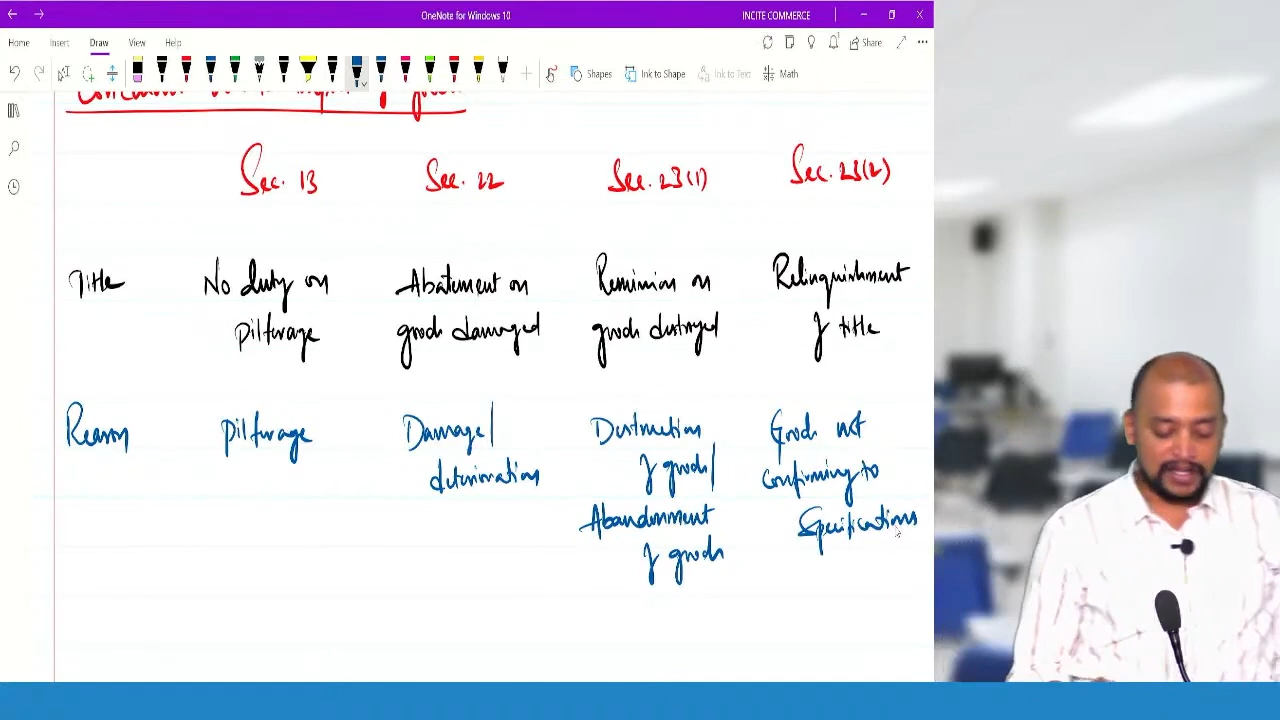 OneNote for Windows 10
INCITE COMMERCE
Home Insert Draw View Help
Share
Shapes Ink to Shape Ink to Text Math
Sec. 13 Sec. 22 Sec. 23(1) Sec. 23(2)
Title No duty on Abatement on Remission on Relinquishment
pilferage goods damaged goods destroyed of title
Reason pilferage Damage/ Destruction Goods not
deterioration of goods/ confirming to
Abandonment Specifications
of goods